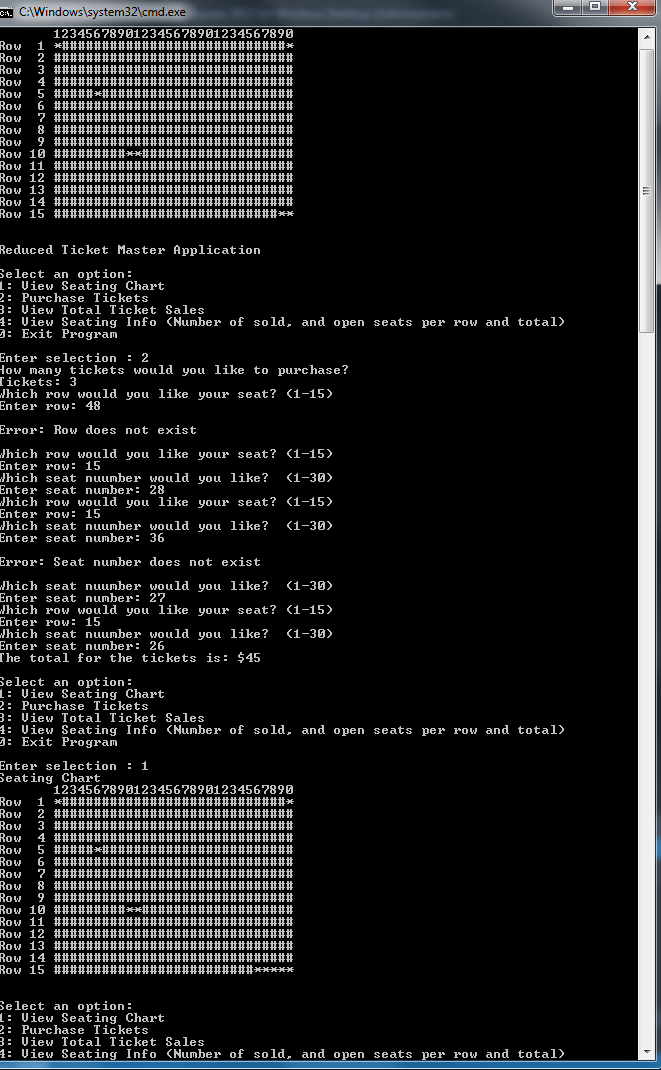 C:\Windows\system32\cmd.exe
123456789012345678901234567890
Row 1 *############################*
Row 2 ##############################
Row 3 ##############################
Row 4 ##############################
Row 5 #####*########################
Row 6 ##############################
Row 7 ##############################
Row 8 ##############################
Row 9 ##############################
Row 10 #########**###################
Row 11 ##############################
Row 12 ##############################
Row 13 ##############################
Row 14 ##############################
Row 15 ############################**
Reduced Ticket Master Application
Select an option:
1: View Seating Chart
2: Purchase Tickets
3: View Total Ticket Sales
4: View Seating Info (Number of sold, and open seats per row and total)
0: Exit Program
Enter selection : 2
How many tickets would you like to purchase?
Tickets: 3
Which row would you like your seat? (1-15)
Enter row: 48
Error: Row does not exist
Which row would you like your seat? (1-15)
Enter row: 15
Which seat nuumber would you like?  (1-30)
Enter seat number: 28
Which row would you like your seat? (1-15)
Enter row: 15
Which seat nuumber would you like?  (1-30)
Enter seat number: 36
Error: Seat number does not exist
Which seat nuumber would you like?  (1-30)
Enter seat number: 27
Which row would you like your seat? (1-15)
Enter row: 15
Which seat nuumber would you like?  (1-30)
Enter seat number: 26
The total for the tickets is: $45
Select an option:
1: View Seating Chart
2: Purchase Tickets
3: View Total Ticket Sales
4: View Seating Info (Number of sold, and open seats per row and total)
0: Exit Program
Enter selection : 1
Seating Chart
123456789012345678901234567890
Row 1 *############################*
Row 2 ##############################
Row 3 ##############################
Row 4 ##############################
Row 5 #####*########################
Row 6 ##############################
Row 7 ##############################
Row 8 ##############################
Row 9 ##############################
Row 10 #########**###################
Row 11 ##############################
Row 12 ##############################
Row 13 ##############################
Row 14 ##############################
Row 15 #########################*****
Select an option:
1: View Seating Chart
2: Purchase Tickets
3: View Total Ticket Sales
4: View Seating Info (Number of sold, and open seats per row and total)